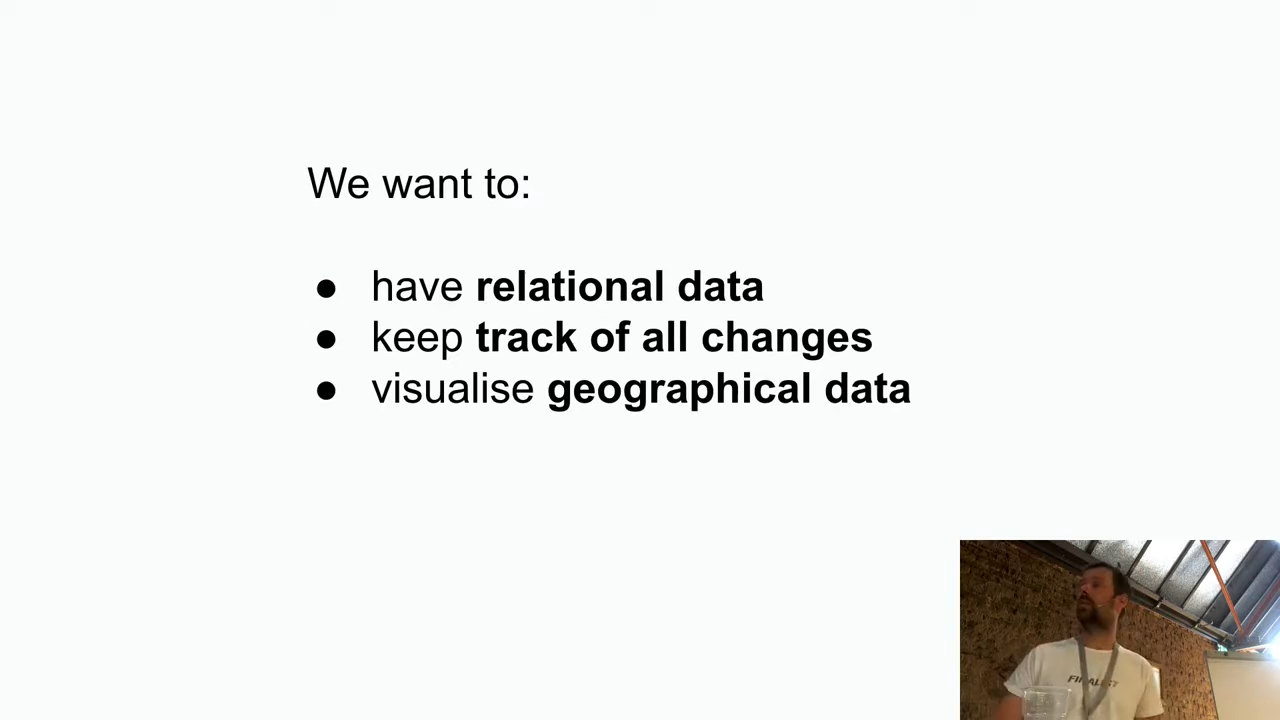 We want to:
● have relational data
● keep track of all changes
● visualise geographical data